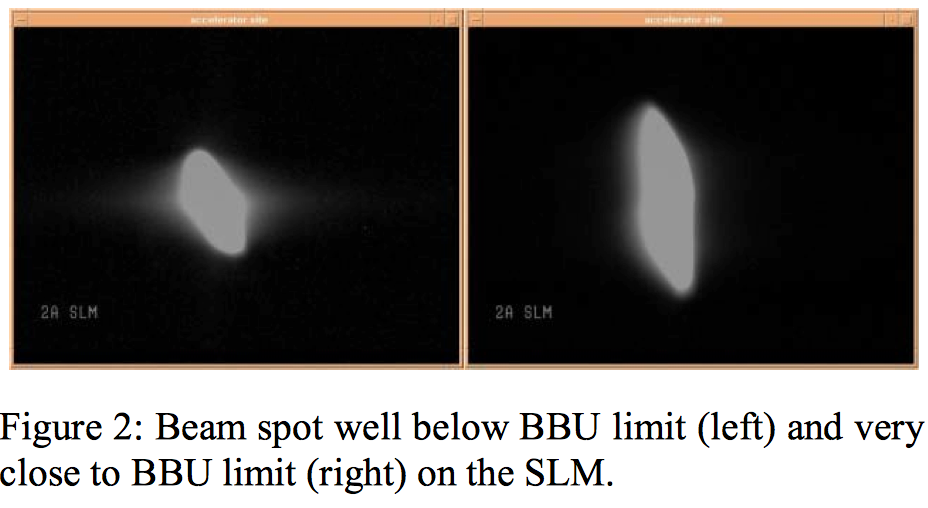 accelerator site
accelerator site
2A SLM
2A SLM
Figure 2: Beam spot well below BBU limit (left) and very
close to BBU limit (right) on the SLM.